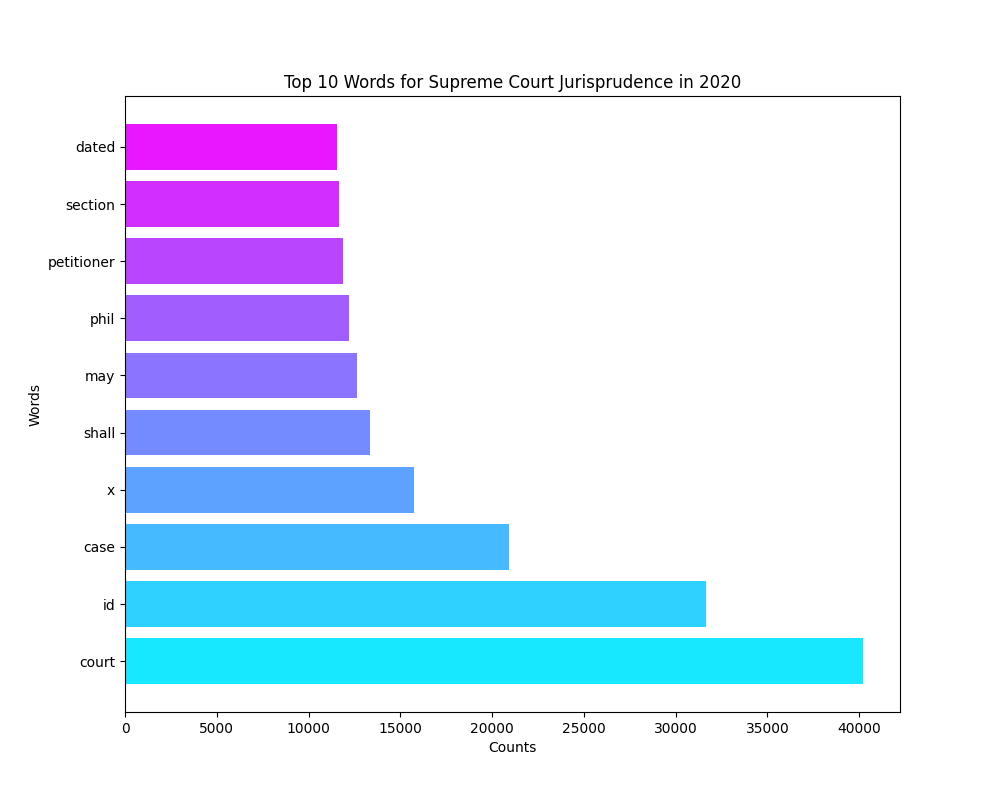 Top 10 Words for Supreme Court Jurisprudence in 2020
dated
section
petitioner
phil
may
shall
x
case
id
court
Words
0 5000 10000 15000 20000 25000 30000 35000 40000
Counts